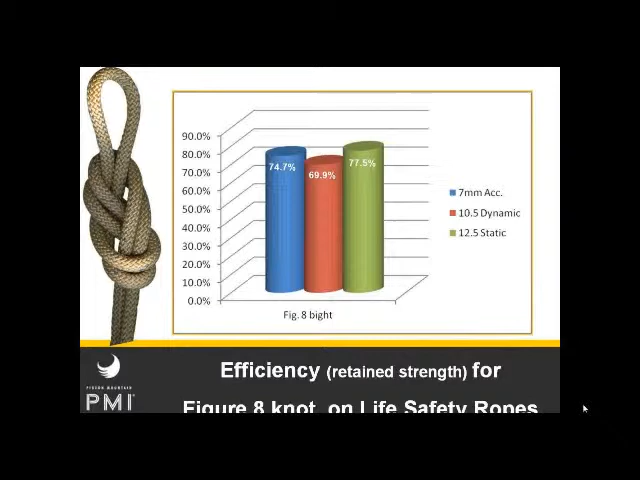 90.0%
80.0%
70.0%
60.0%
50.0%
40.0%
30.0%
20.0%
10.0%
0.0%
74.7%
69.9%
77.5%
Fig. 8 bight
7mm Acc.
10.5 Dynamic
12.5 Static
PIGEON MOUNTAIN
PMI
Efficiency (retained strength) for
Figure 8 knot on Life Safety Ropes